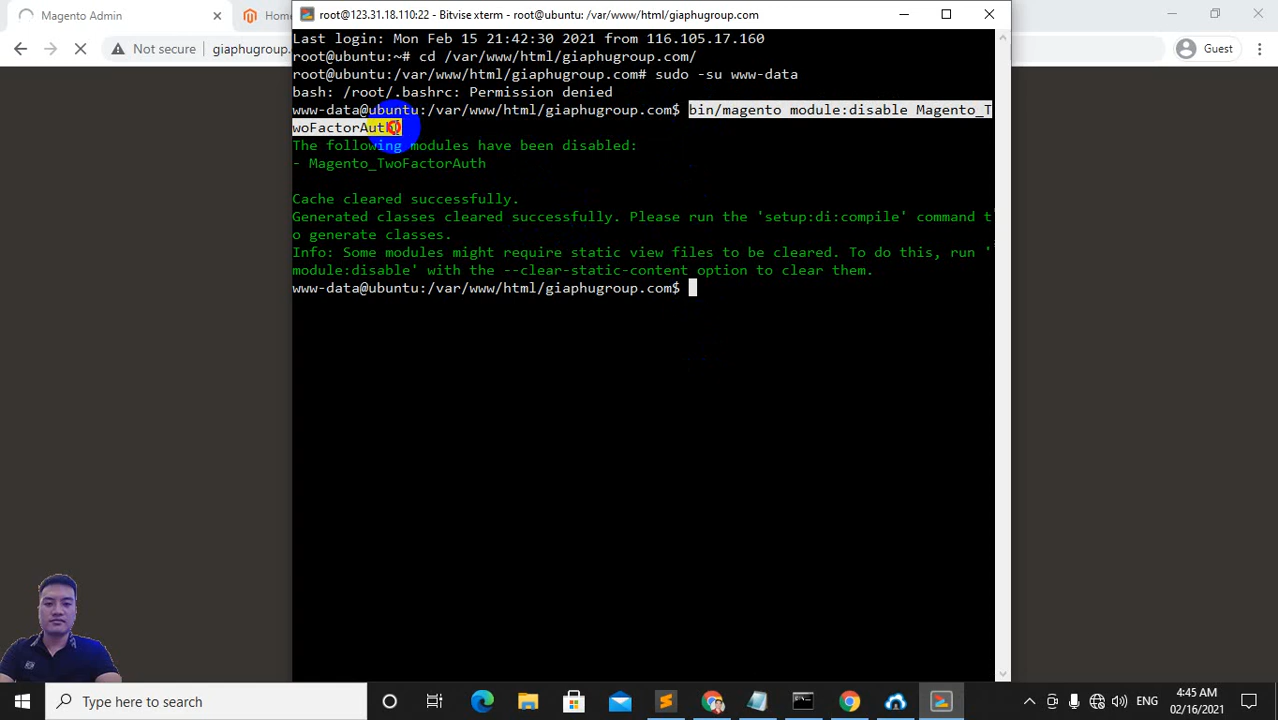 Magento Admin
Home
root@123.31.18.110:22 - Bitvise xterm - root@ubuntu: /var/www/html/giaphugroup.com
Not secure
giaphugroup.
Guest
Last login: Mon Feb 15 21:42:30 2021 from 116.105.17.160
root@ubuntu:~# cd /var/www/html/giaphugroup.com/
root@ubuntu:/var/www/html/giaphugroup.com# sudo -su www-data
bash: /root/.bashrc: Permission denied
www-data@ubuntu:/var/www/html/giaphugroup.com$ bin/magento module:disable Magento_T
woFactorAuth
The following modules have been disabled:
- Magento_TwoFactorAuth
Cache cleared successfully.
Generated classes cleared successfully. Please run the 'setup:di:compile' command t
o generate classes.
Info: Some modules might require static view files to be cleared. To do this, run '
module:disable' with the --clear-static-content option to clear them.
www-data@ubuntu:/var/www/html/giaphugroup.com$
Type here to search
ENG
4:45 AM
02/16/2021